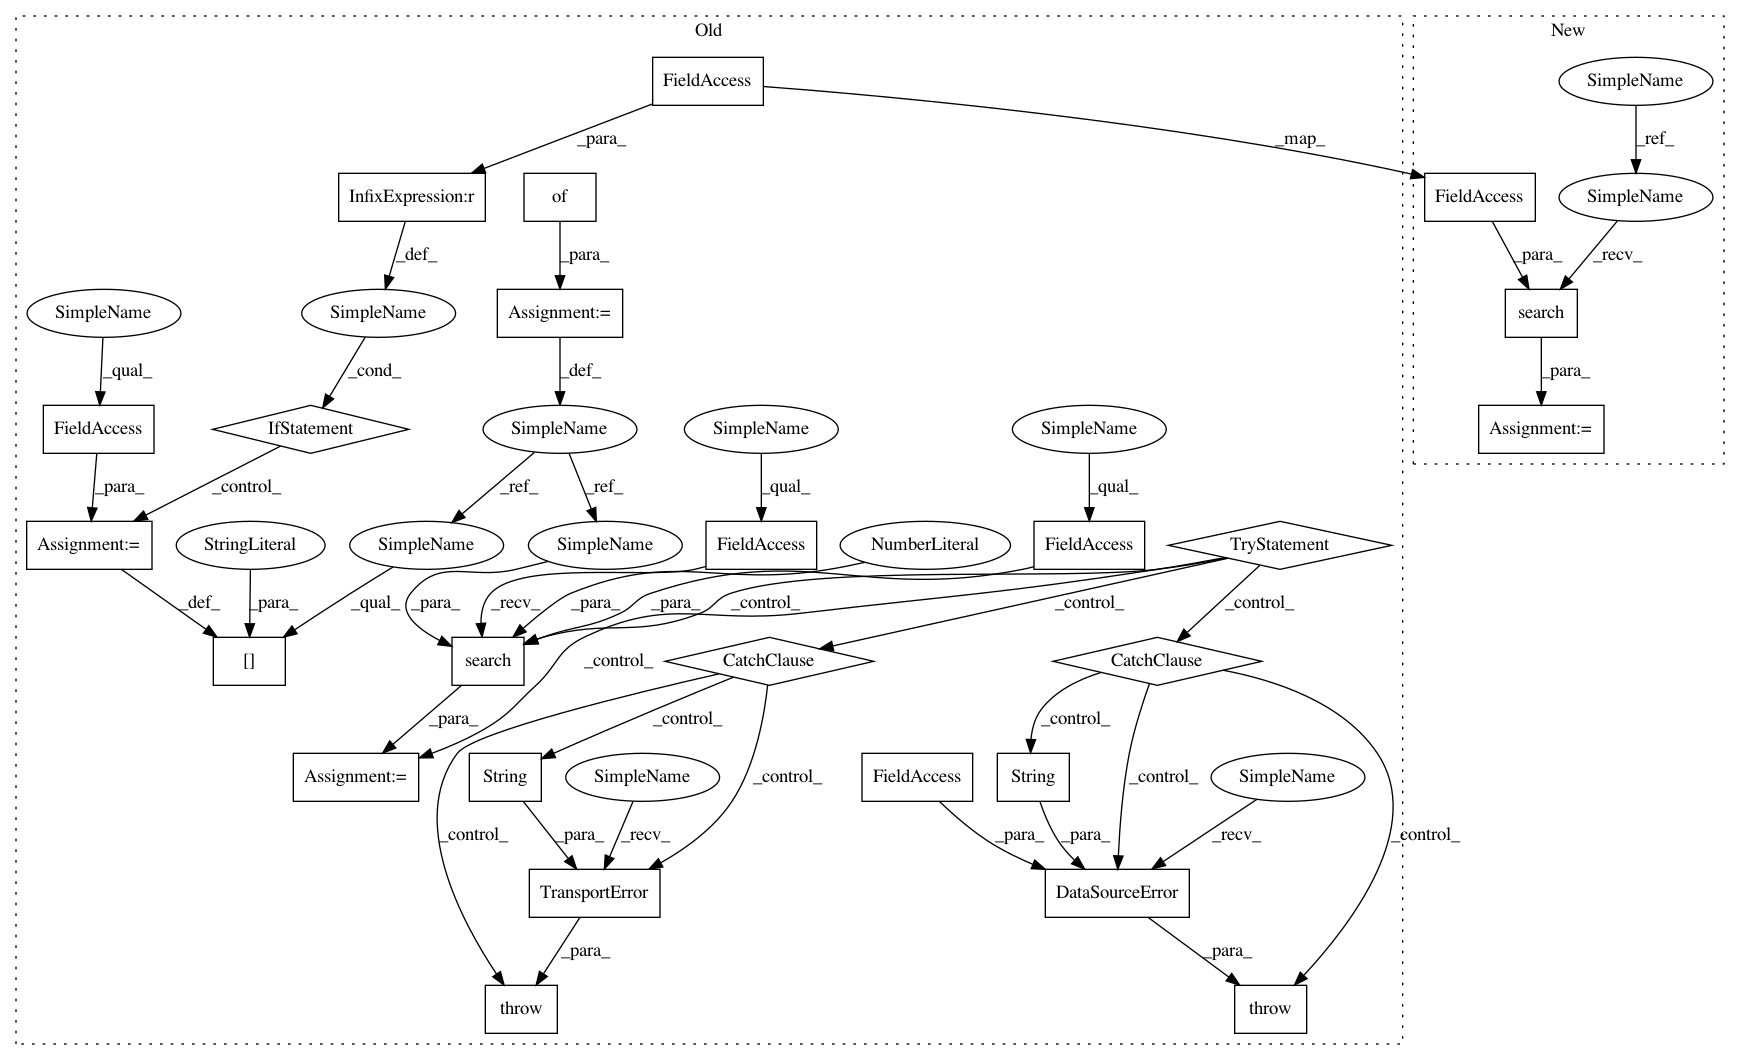 Old
New
FieldAccess
SimpleName
_para_
_map_
_ref_
InfixExpression:r
of
FieldAccess
SimpleName
_def_
_para_
_para_
_recv_
SimpleName
SimpleName
Assignment:=
search
_qual_
_cond_
_def_
_para_
FieldAccess
IfStatement
SimpleName
SimpleName
SimpleName
Assignment:=
_para_
_control_
_ref_
_ref_
_qual_
_qual_
Assignment:=
StringLiteral
SimpleName
SimpleName
FieldAccess
NumberLiteral
FieldAccess
TryStatement
_def_
_para_
_qual_
_para_
_recv_
_para_
_para_
_control_
_control_
_control_
[]
search
_control_
CatchClause
CatchClause
_para_
_control_
_control_
Assignment:=
String
SimpleName
_control_
FieldAccess
String
_control_
SimpleName
_control_
_para_
_recv_
_para_
_para_
_recv_
_control_
TransportError
DataSourceError
_para_
_para_
throw
throw